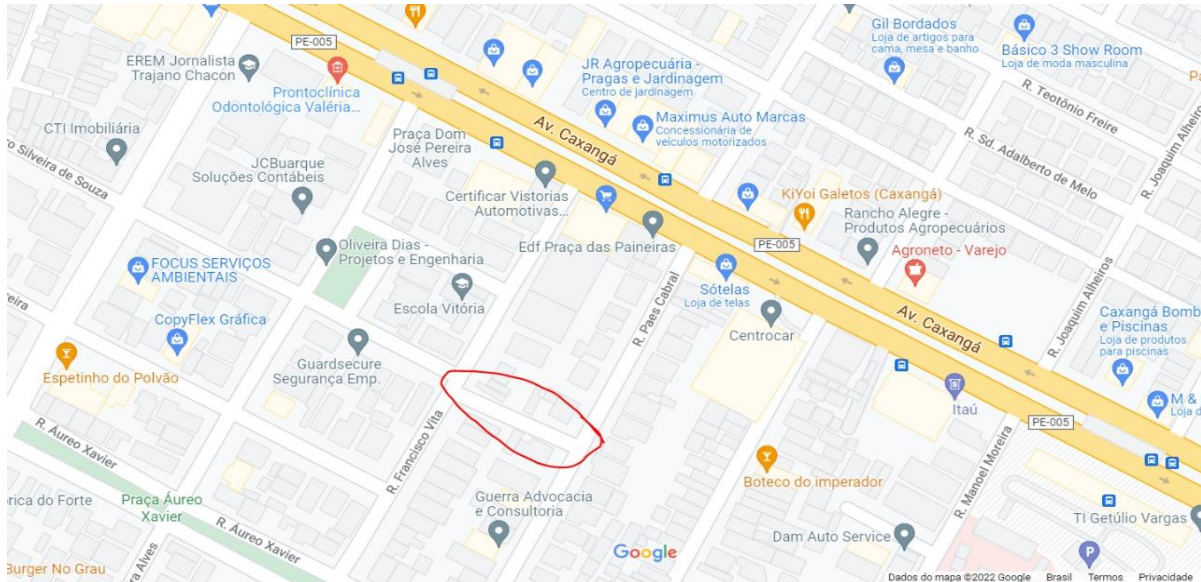 PE-005
EREM Jornalista
Trajano Chacon
Prontoclínica
Odontológica Valéria...
CTI Imobiliária
ro Silveira de Souza
JCBuarque
Soluções Contábeis
Praça Dom
José Pereira
Alves
Certificar Vistorias
Automotivas...
JR Agropecuária -
Pragas e Jardinagem
Centro de jardinagem
Av. Caxangá
Maximus Auto Marcas
Concessionária de
veículos motorizados
Gil Bordados
Loja de artigos para
cama, mesa e banho
Básico 3 Show Room
Loja de moda masculina
Pa
R. Teotônio Freire
R. Sd. Adalberto de Melo
R. Joaquim Alheiros
KiYoi Galetos (Caxangá)
Rancho Alegre -
Produtos Agropecuários
Agroneto - Varejo
PE-005
Edf Praça das Paineiras
Oliveira Dias -
Projetos e Engenharia
FOCUS SERVIÇOS
AMBIENTAIS
Escola Vitória
R. Paes Cabral
Sótelas
Loja de telas
Centrocar
Av. Caxangá
R. Joaquim Alheiros
Caxangá Bomb
e Piscinas
Loja de produtos
para piscinas
eira
CopyFlex Gráfica
Guardsecure
Segurança Emp.
Espetinho do Polvão
Itaú
M &
Loja d
PE-005
R. Áureo Xavier
R. Francisco Vita
Boteco do imperador
R. Manoel Moreira
rica do Forte
Praça Áureo
Xavier
R. Áureo Xavier
Guerra Advocacia
e Consultoria
TI Getúlio Vargas
Dam Auto Service
Burger No Grau
ra Alves
Google
P
Dados do mapa ©2022 Google Brasil Termos Privacidade